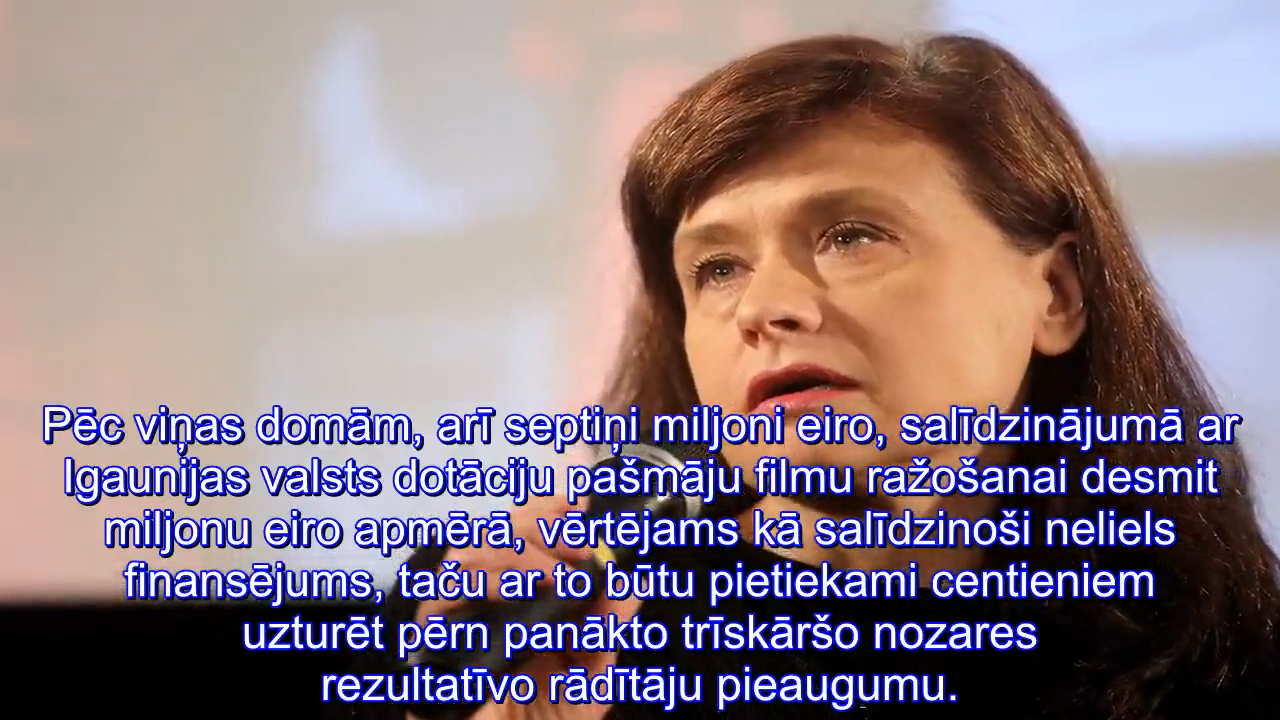 Pēc viņas domām, arī septiņi miljoni eiro, salīdzinājumā ar
Igaunijas valsts dotāciju pašmāju filmu ražošanai desmit
miljonu eiro apmērā, vērtējams kā salīdzinoši neliels
finansējums, taču ar to būtu pietiekami centieniem
uzturēt pērn panākto trīskāršo nozares
rezultatīvo rādītāju pieaugumu.